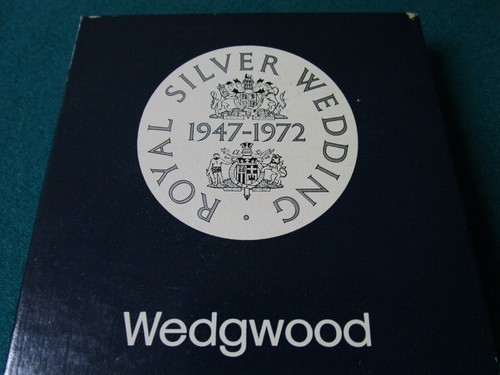 ROYAL SILVER WEDDING
1947-1972
Wedgwood